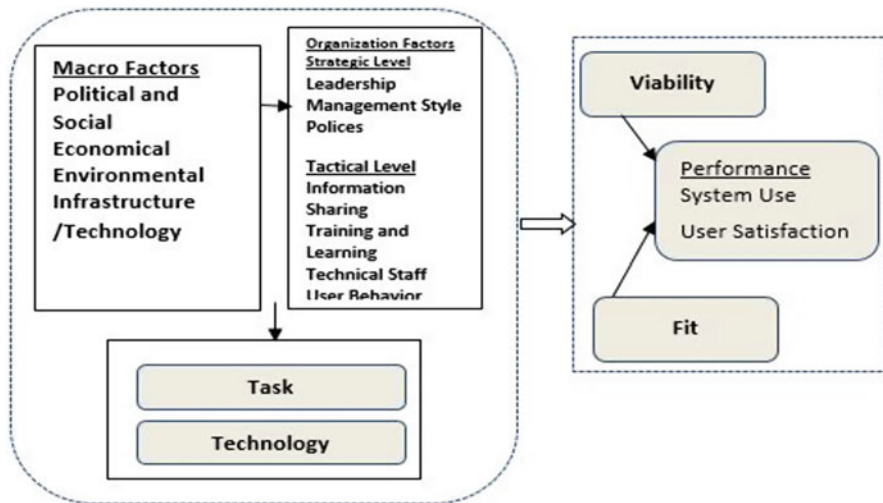 Macro Factors
Political and
Social
Economical
Environmental
Infrastructure
/Technology
Organization Factors
Strategic Level
Leadership
Management Style
Polices
Tactical Level
Information
Sharing
Training and
Learning
Technical Staff
User Behavior
Task
Technology
Viability
Performance
System Use
User Satisfaction
Fit